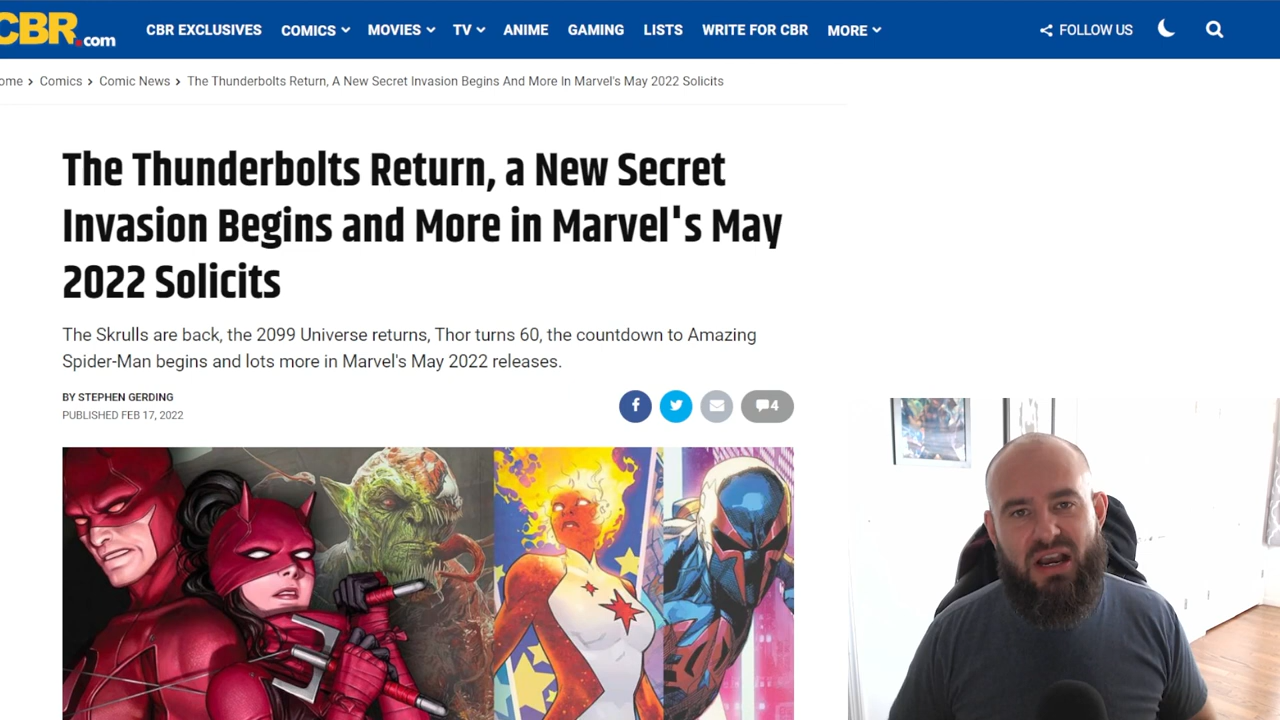 CBR.com
CBR EXCLUSIVES COMICS MOVIES TV ANIME GAMING LISTS WRITE FOR CBR MORE FOLLOW US
ome > Comics > Comic News > The Thunderbolts Return, A New Secret Invasion Begins And More In Marvel's May 2022 Solicits
The Thunderbolts Return, a New Secret
Invasion Begins and More in Marvel's May
2022 Solicits
The Skrulls are back, the 2099 Universe returns, Thor turns 60, the countdown to Amazing
Spider-Man begins and lots more in Marvel's May 2022 releases.
BY STEPHEN GERDING
PUBLISHED FEB 17, 2022
4